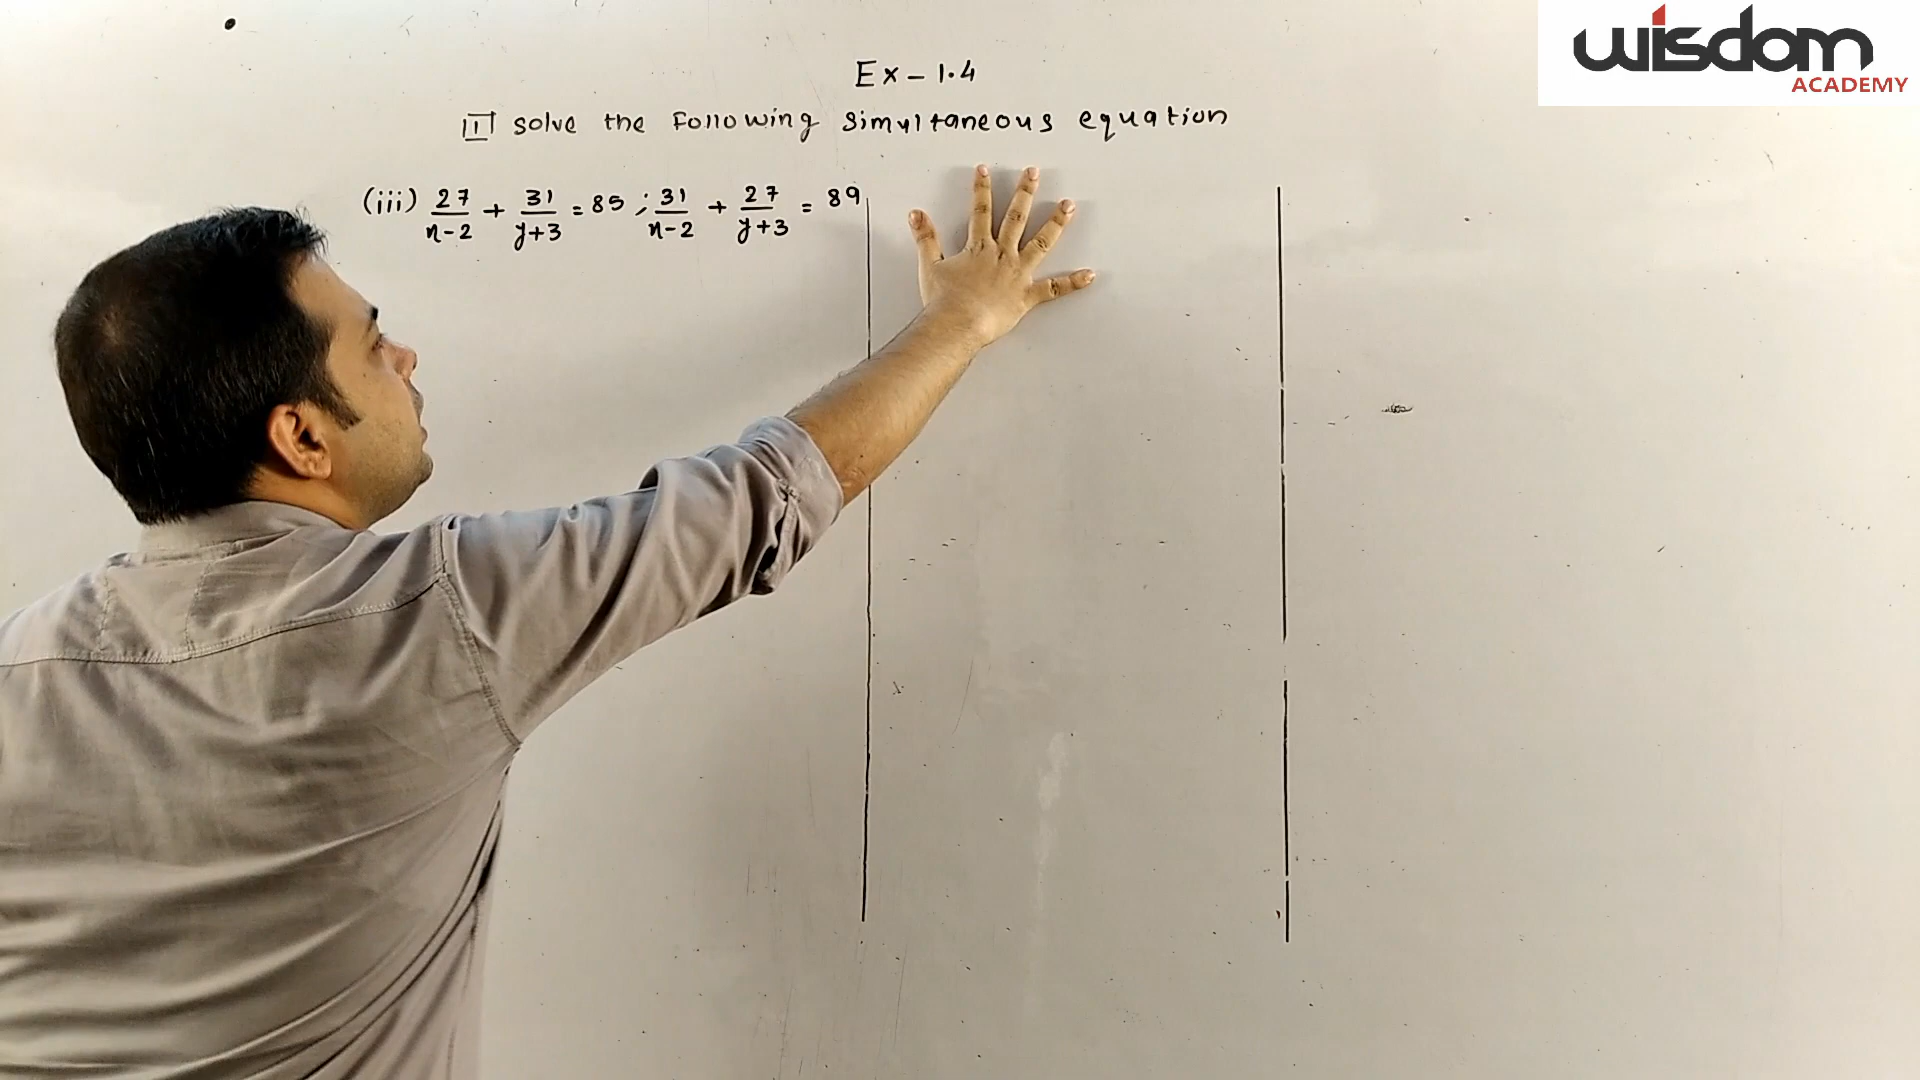 wisdom
ACADEMY
Ex - 1.4
1 solve the Following simultaneous equation
(iii) 27/x-2 + 31/y+3 = 85 ; 31/x-2 + 27/y+3 = 89